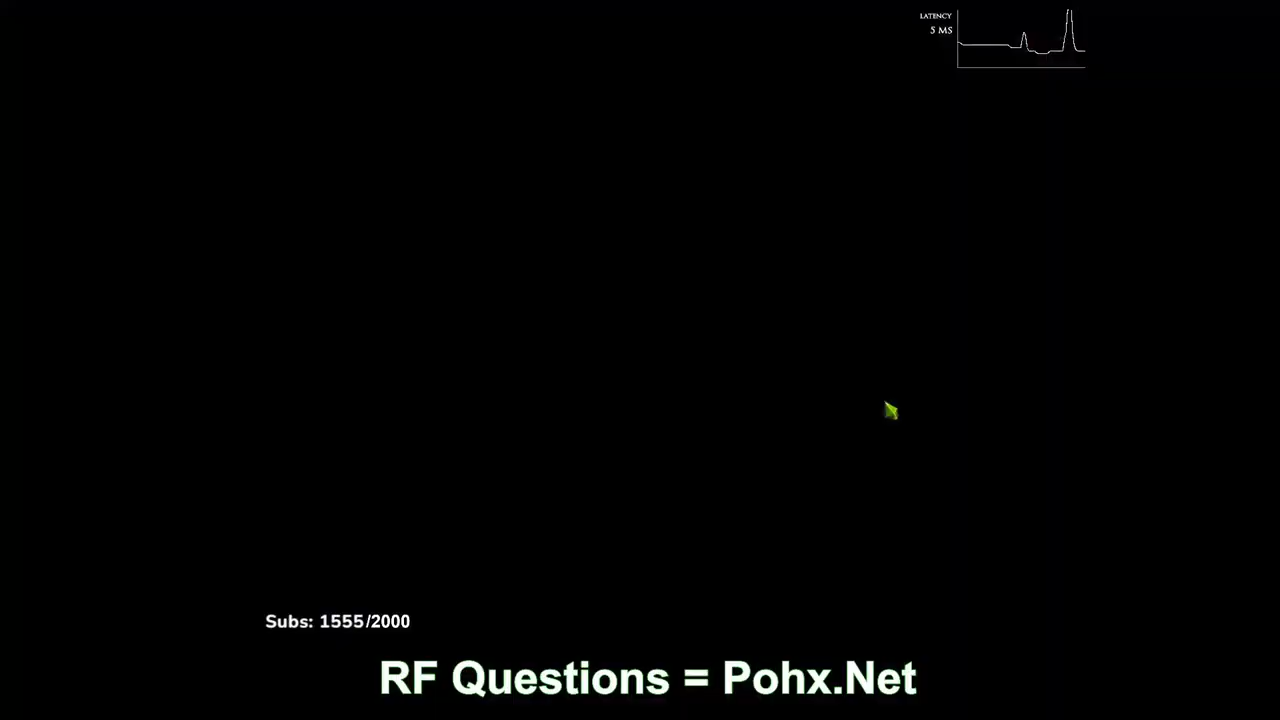 LATENCY
5 MS
Subs: 1555/2000
RF Questions = Pohx.Net